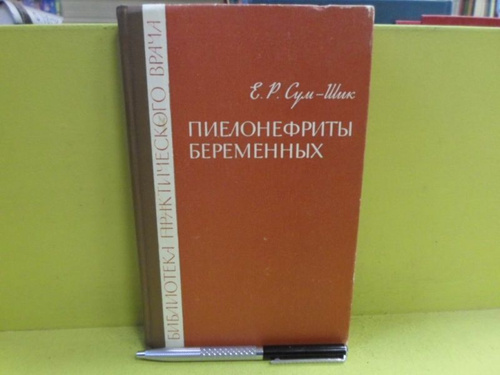 БИБЛИОТЕКА ПРАКТИЧЕСКОГО ВРАЧА
Е. Р. Сум-Шик
ПИЕЛОНЕФРИТЫ
БЕРЕМЕННЫХ